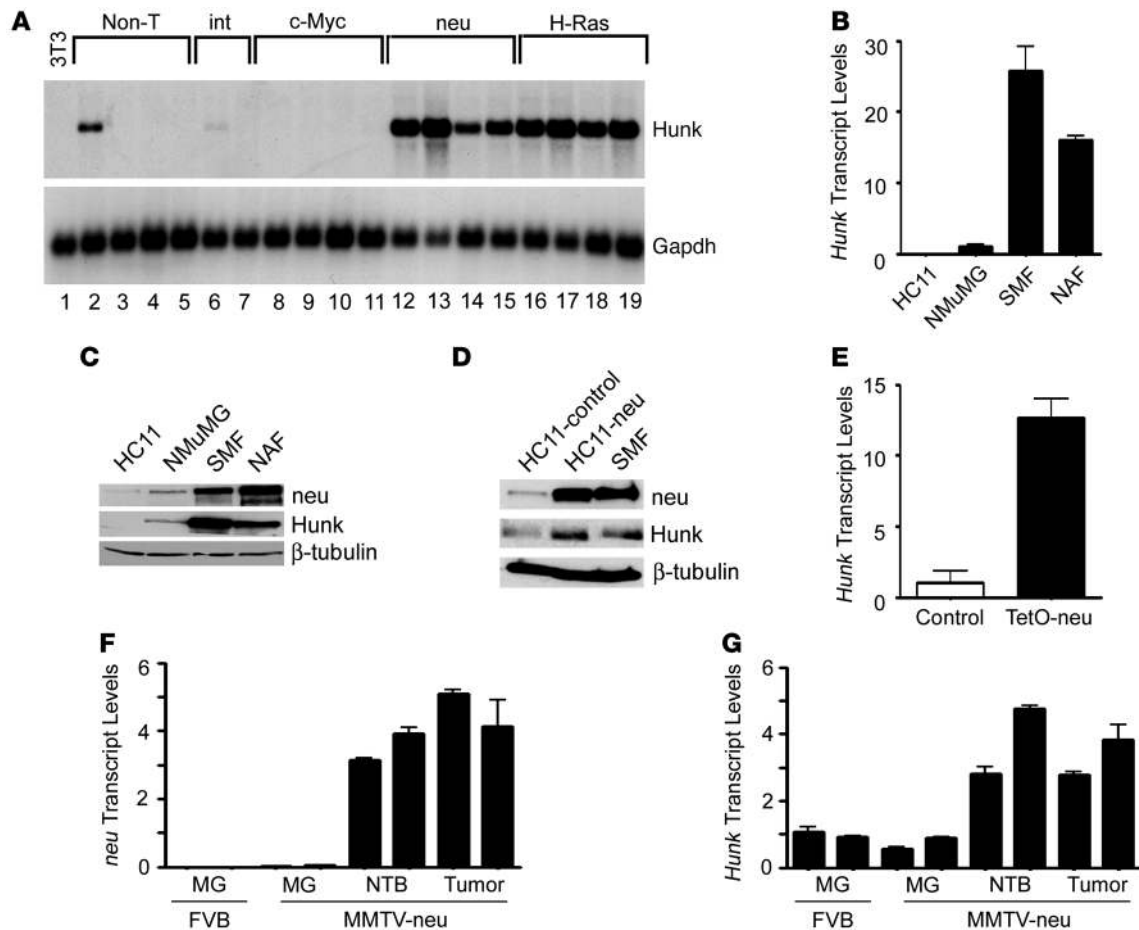 A
3T3
Non-T
int
c-Myc
neu
H-Ras
Hunk
Gapdh
1 2 3 4 5 6 7 8 9 10 11 12 13 14 15 16 17 18 19
B
Hunk Transcript Levels
30
20
10
0
HC11
NMuMG
SMF
NAF
C
HC11
NMuMG
SMF
NAF
neu
Hunk
β-tubulin
D
HC11-control
HC11-neu
SMF
neu
Hunk
β-tubulin
E
Hunk Transcript Levels
15
10
5
0
Control TetO-neu
F
neu Transcript Levels
6
4
2
0
MG MG NTB Tumor
FVB MMTV-neu
G
Hunk Transcript Levels
6
4
2
0
MG MG NTB Tumor
FVB MMTV-neu